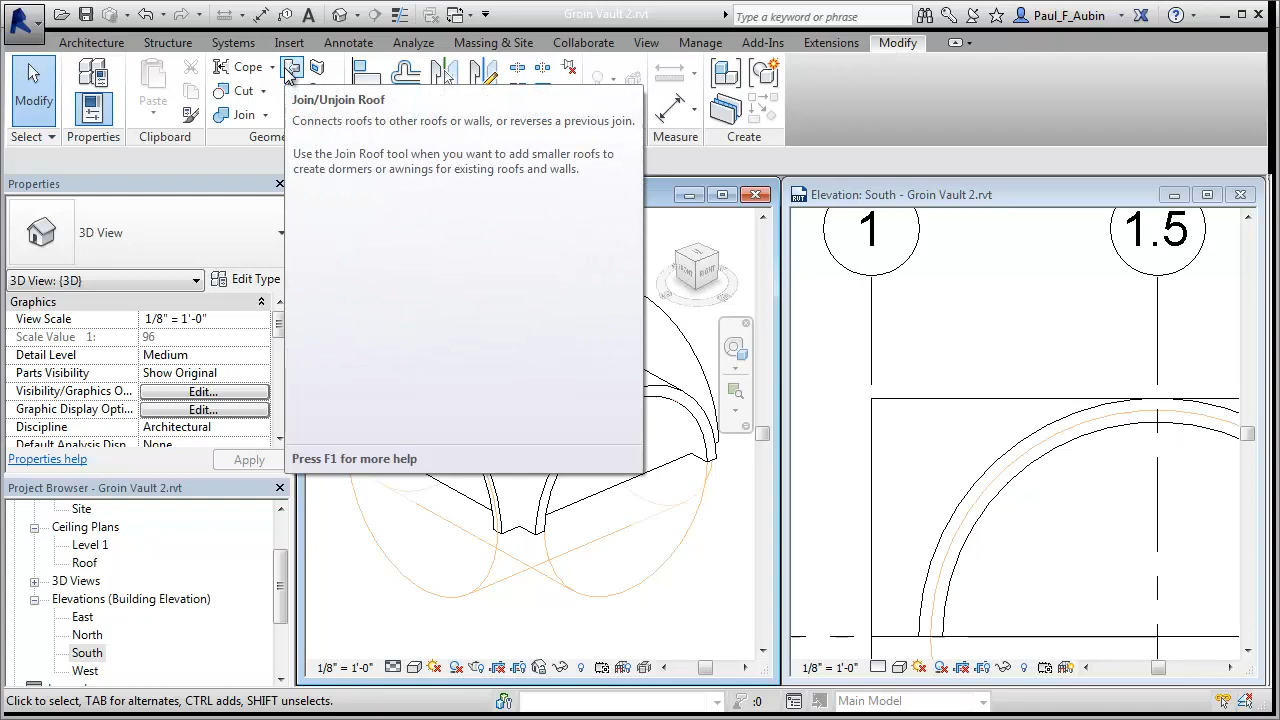 Groin Vault 2.rvt
Type a keyword or phrase
Paul_F_Aubin
Architecture Structure Systems Insert Annotate Analyze Massing & Site Collaborate View Manage Add-Ins Extensions Modify
Modify
Paste
Cope
Cut
Join
Select Properties Clipboard Geome Measure Create
Join/Unjoin Roof
Connects roofs to other roofs or walls, or reverses a previous join.
Use the Join Roof tool when you want to add smaller roofs to
create dormers or awnings for existing roofs and walls.
Press F1 for more help
Properties
3D View
3D View: {3D}
Edit Type
Graphics
View Scale 1/8" = 1'-0"
Scale Value 1: 96
Detail Level Medium
Parts Visibility Show Original
Visibility/Graphics O... Edit...
Graphic Display Opti... Edit...
Discipline Architectural
Default Analysis Disp... None
Properties help
Apply
Project Browser - Groin Vault 2.rvt
Site
Ceiling Plans
Level 1
Roof
3D Views
Elevations (Building Elevation)
East
North
South
West
FRONT
RIGHT
1/8" = 1'-0"
Elevation: South - Groin Vault 2.rvt
1
1.5
1/8" = 1'-0"
Click to select, TAB for alternates, CTRL adds, SHIFT unselects.
:0
Main Model